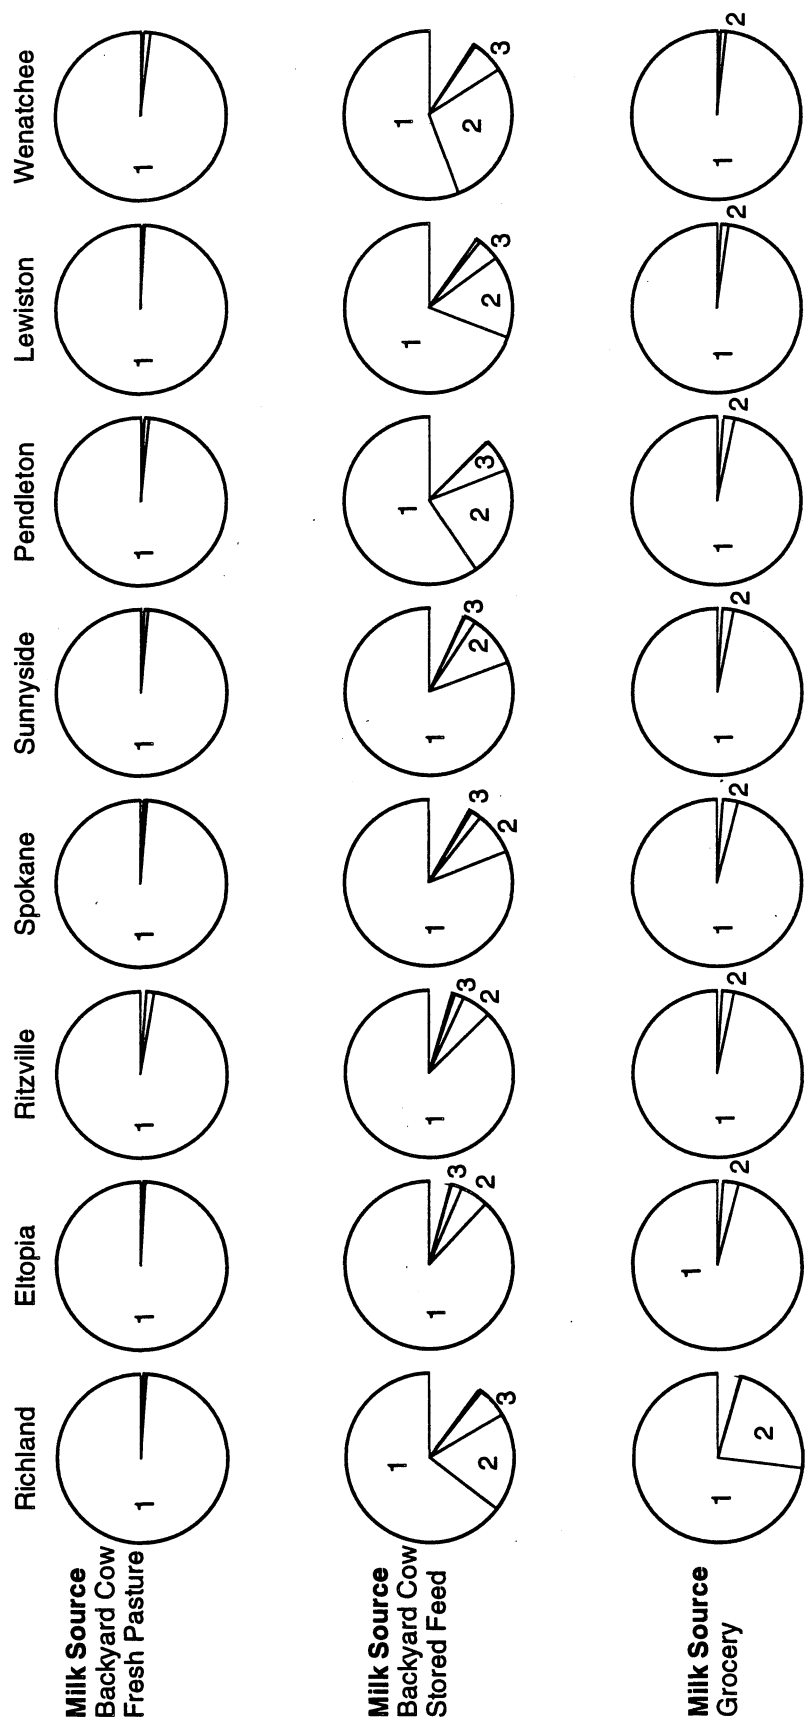 Richland Eltopia Ritzville Spokane Sunnyside Pendleton Lewiston Wenatchee
Milk Source
Backyard Cow
Fresh Pasture
1 1 1 1 1 1 1 1
Milk Source
Backyard Cow
Stored Feed
1 2 3
1 2 3
1 2 3
1 2 3
1 2 3
1 2 3
1 2 3
1 2 3
Milk Source
Grocery
1 2
1 2
1 2
1 2
1 2
1 2
1 2
1 2